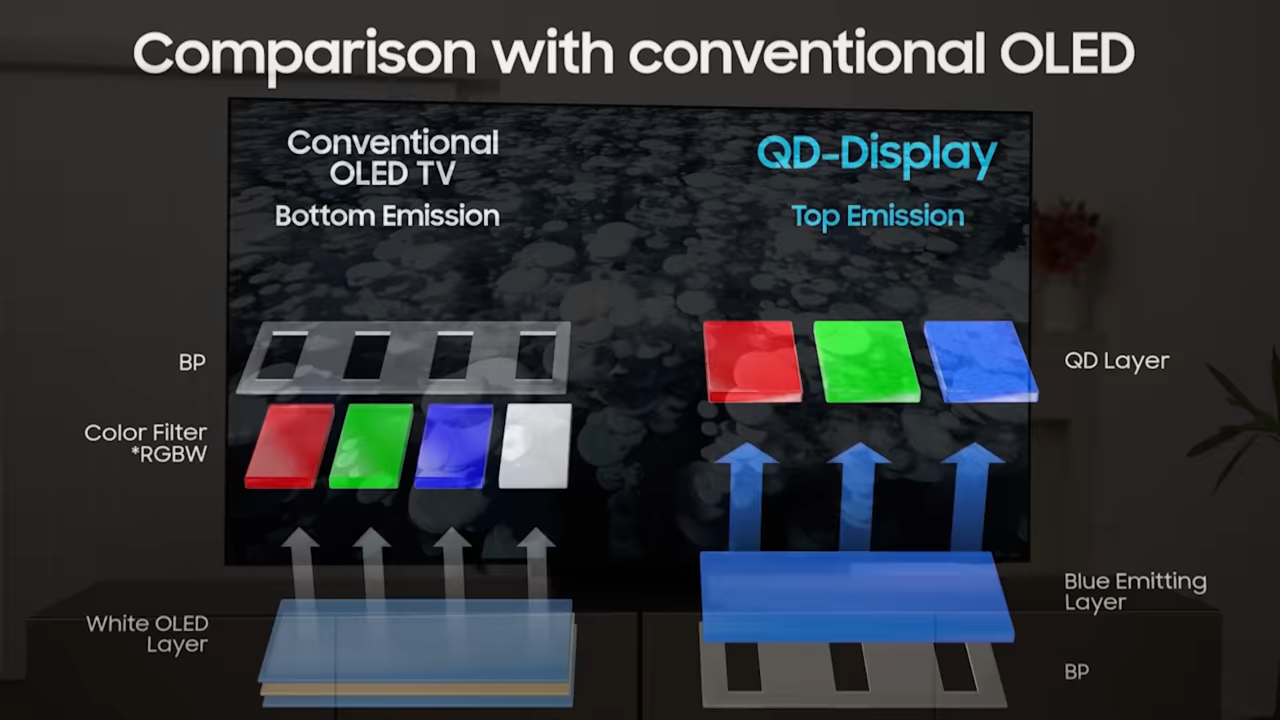 Comparison with conventional OLED
Conventional
OLED TV
Bottom Emission
QD-Display
Top Emission
BP
Color Filter
*RGBW
White OLED
Layer
QD Layer
Blue Emitting
Layer
BP